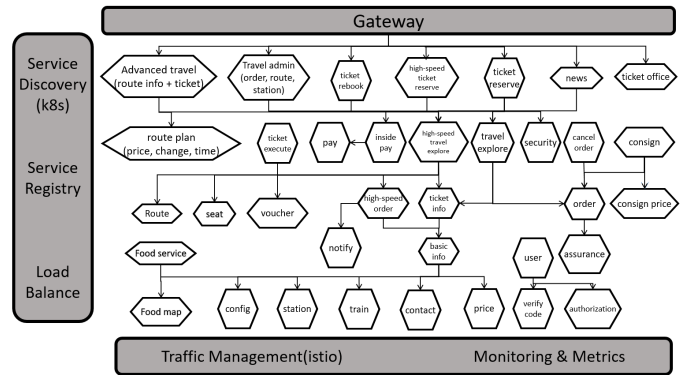 Gateway
Service
Discovery
(k8s)
Service
Registry
Load
Balance
Advanced travel
(route info + ticket)
Travel admin
(order, route,
station)
ticket
rebook
high-speed
ticket
reserve
ticket
reserve
news
ticket office
route plan
(price, change, time)
ticket
execute
pay
inside
pay
high-speed
travel
explore
travel
explore
security
cancel
order
consign
Route
seat
voucher
high-speed
order
ticket
info
order
consign price
notify
basic
info
user
assurance
Food service
Food map
config
station
train
contact
price
verify
code
authorization
Traffic Management(istio)
Monitoring & Metrics